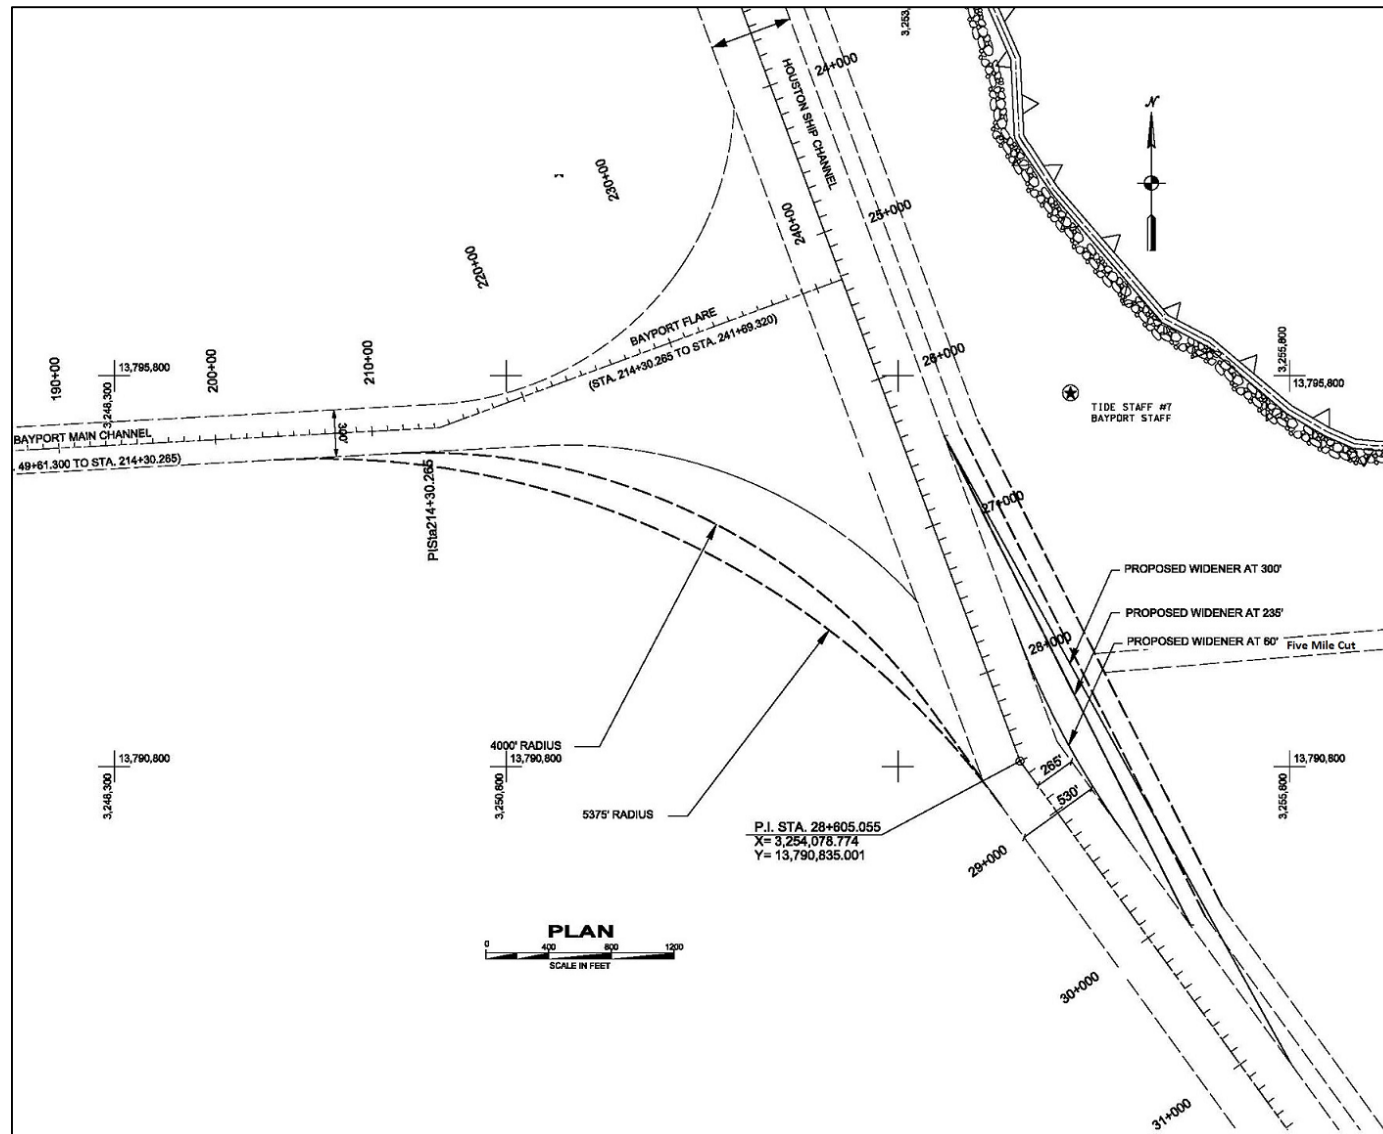 3,253
24+000
HOUSTON SHIP CHANNEL
N
230+00
25+000
240+00
220+00
BAYPORT FLARE
(STA. 214+30.265 TO STA. 241+69.320)
26+000
3,255,800
13,795,800
190+00
3,248,300
13,795,800
200+00
210+00
TIDE STAFF #7
BAYPORT STAFF
BAYPORT MAIN CHANNEL
300'
49+61.300 TO STA. 214+30.265)
PISta214+30.265
27+000
PROPOSED WIDENER AT 300'
PROPOSED WIDENER AT 235'
28+000
PROPOSED WIDENER AT 60'
Five Mile Cut
4000' RADIUS
13,790,800
3,248,300
13,790,800
3,250,800
265'
13,790,800
3,255,800
530'
5375' RADIUS
P.I. STA. 28+605.055
X= 3,254,078.774
Y= 13,790,835.001
29+000
PLAN
0 400 800 1200
SCALE IN FEET
30+000
31+000